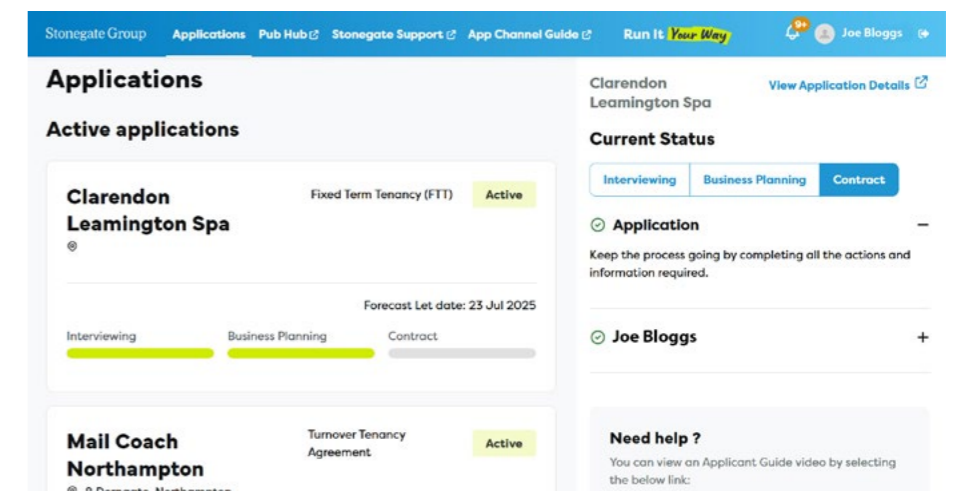 Stonegate Group Applications Pub Hub Stonegate Support App Channel Guide Run It Your Way 9+ Joe Bloggs
Applications
Active applications
Clarendon
Leamington Spa
Fixed Term Tenancy (FTT)
Active
Forecast Let date: 23 Jul 2025
Interviewing Business Planning Contract
Mail Coach
Northampton
Turnover Tenancy
Agreement
Active
Clarendon
Leamington Spa
View Application Details
Current Status
Interviewing Business Planning Contract
Application
Keep the process going by completing all the actions and
information required.
Joe Bloggs
Need help ?
You can view an Applicant Guide video by selecting
the below link: